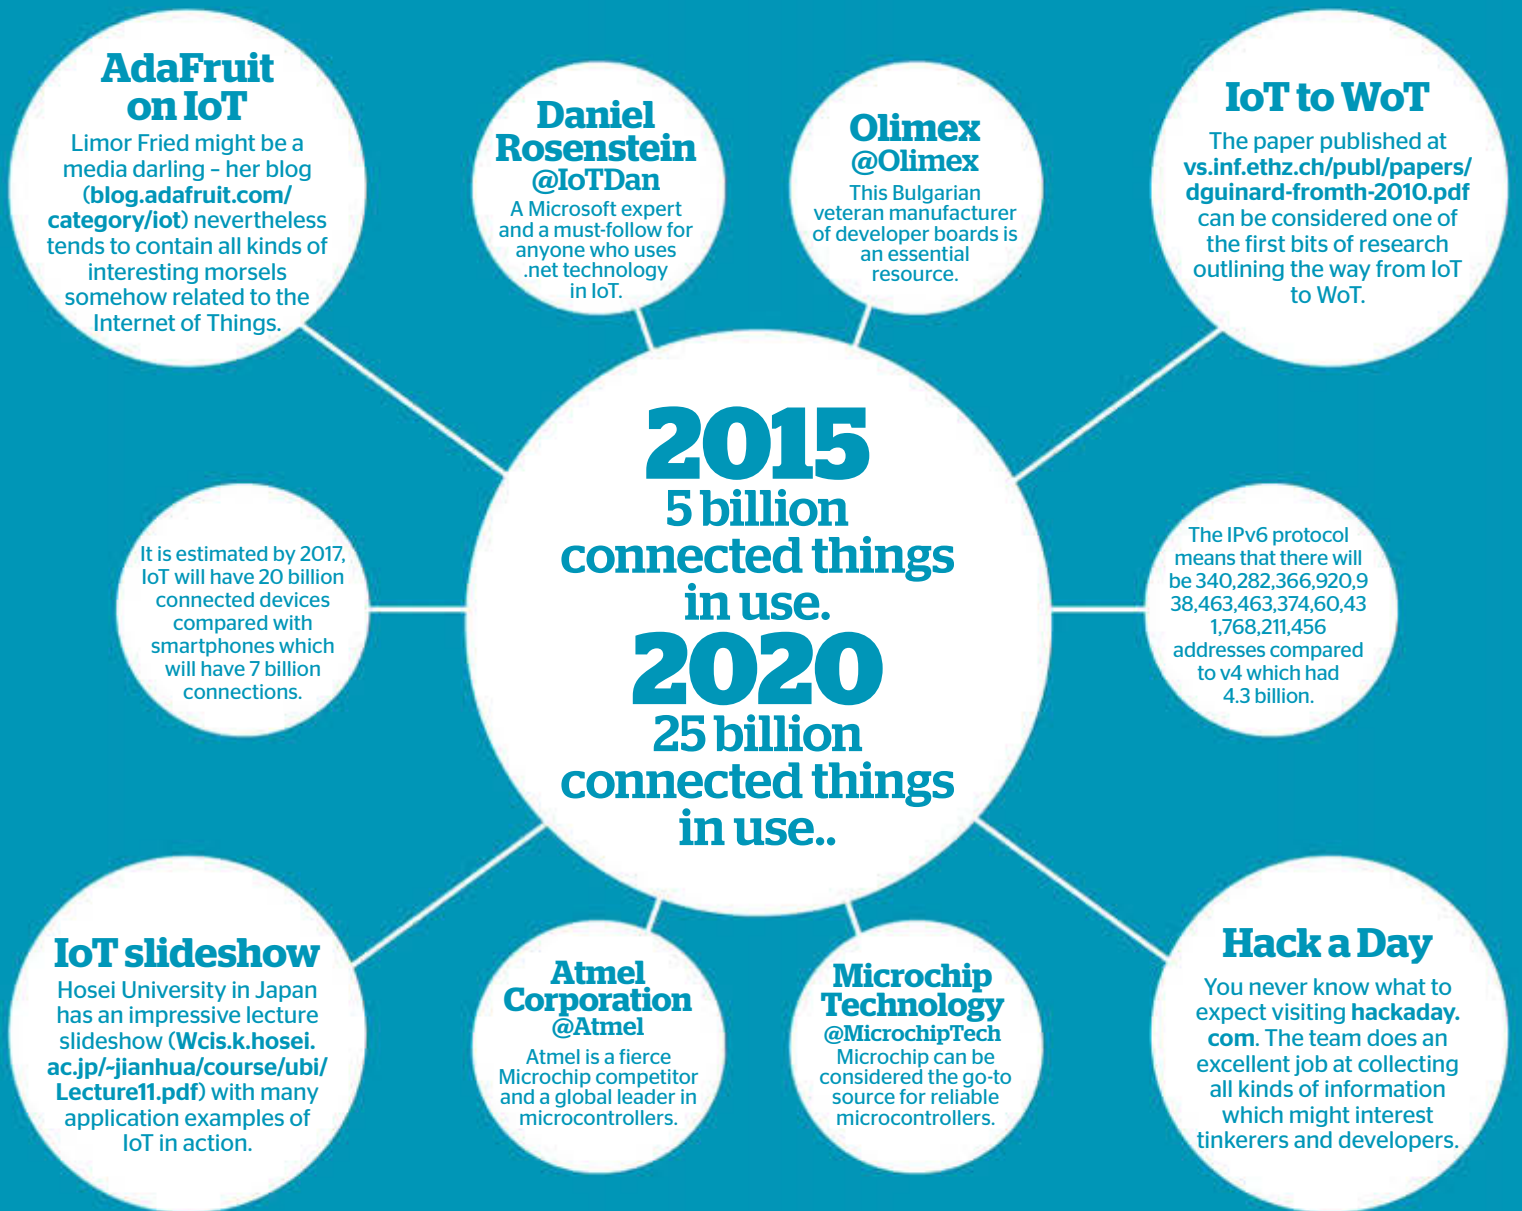 AdaFruit
on IoT
Limor Fried might be a
media darling – her blog
(blog.adafruit.com/
category/iot) nevertheless
tends to contain all kinds of
interesting morsels
somehow related to the
Internet of Things.
Daniel
Rosenstein
@IoTDan
A Microsoft expert
and a must-follow for
anyone who uses
.net technology
in IoT.
Olimex
@Olimex
This Bulgarian
veteran manufacturer
of developer boards is
an essential
resource.
IoT to WoT
The paper published at
vs.inf.ethz.ch/publ/papers/
dguinard-fromth-2010.pdf
can be considered one of
the first bits of research
outlining the way from IoT
to WoT.
It is estimated by 2017,
IoT will have 20 billion
connected devices
compared with
smartphones which
will have 7 billion
connections.
2015
5 billion
connected things
in use.
2020
25 billion
connected things
in use..
The IPv6 protocol
means that there will
be 340,282,366,920,9
38,463,463,374,60,43
1,768,211,456
addresses compared
to v4 which had
4.3 billion.
IoT slideshow
Hosei University in Japan
has an impressive lecture
slideshow (Wcis.k.hosei.
ac.jp/~jianhua/course/ubi/
Lecture11.pdf) with many
application examples of
IoT in action.
Atmel
Corporation
@Atmel
Atmel is a fierce
Microchip competitor
and a global leader in
microcontrollers.
Microchip
Technology
@MicrochipTech
Microchip can be
considered the go-to
source for reliable
microcontrollers.
Hack a Day
You never know what to
expect visiting hackaday.
com. The team does an
excellent job at collecting
all kinds of information
which might interest
tinkerers and developers.